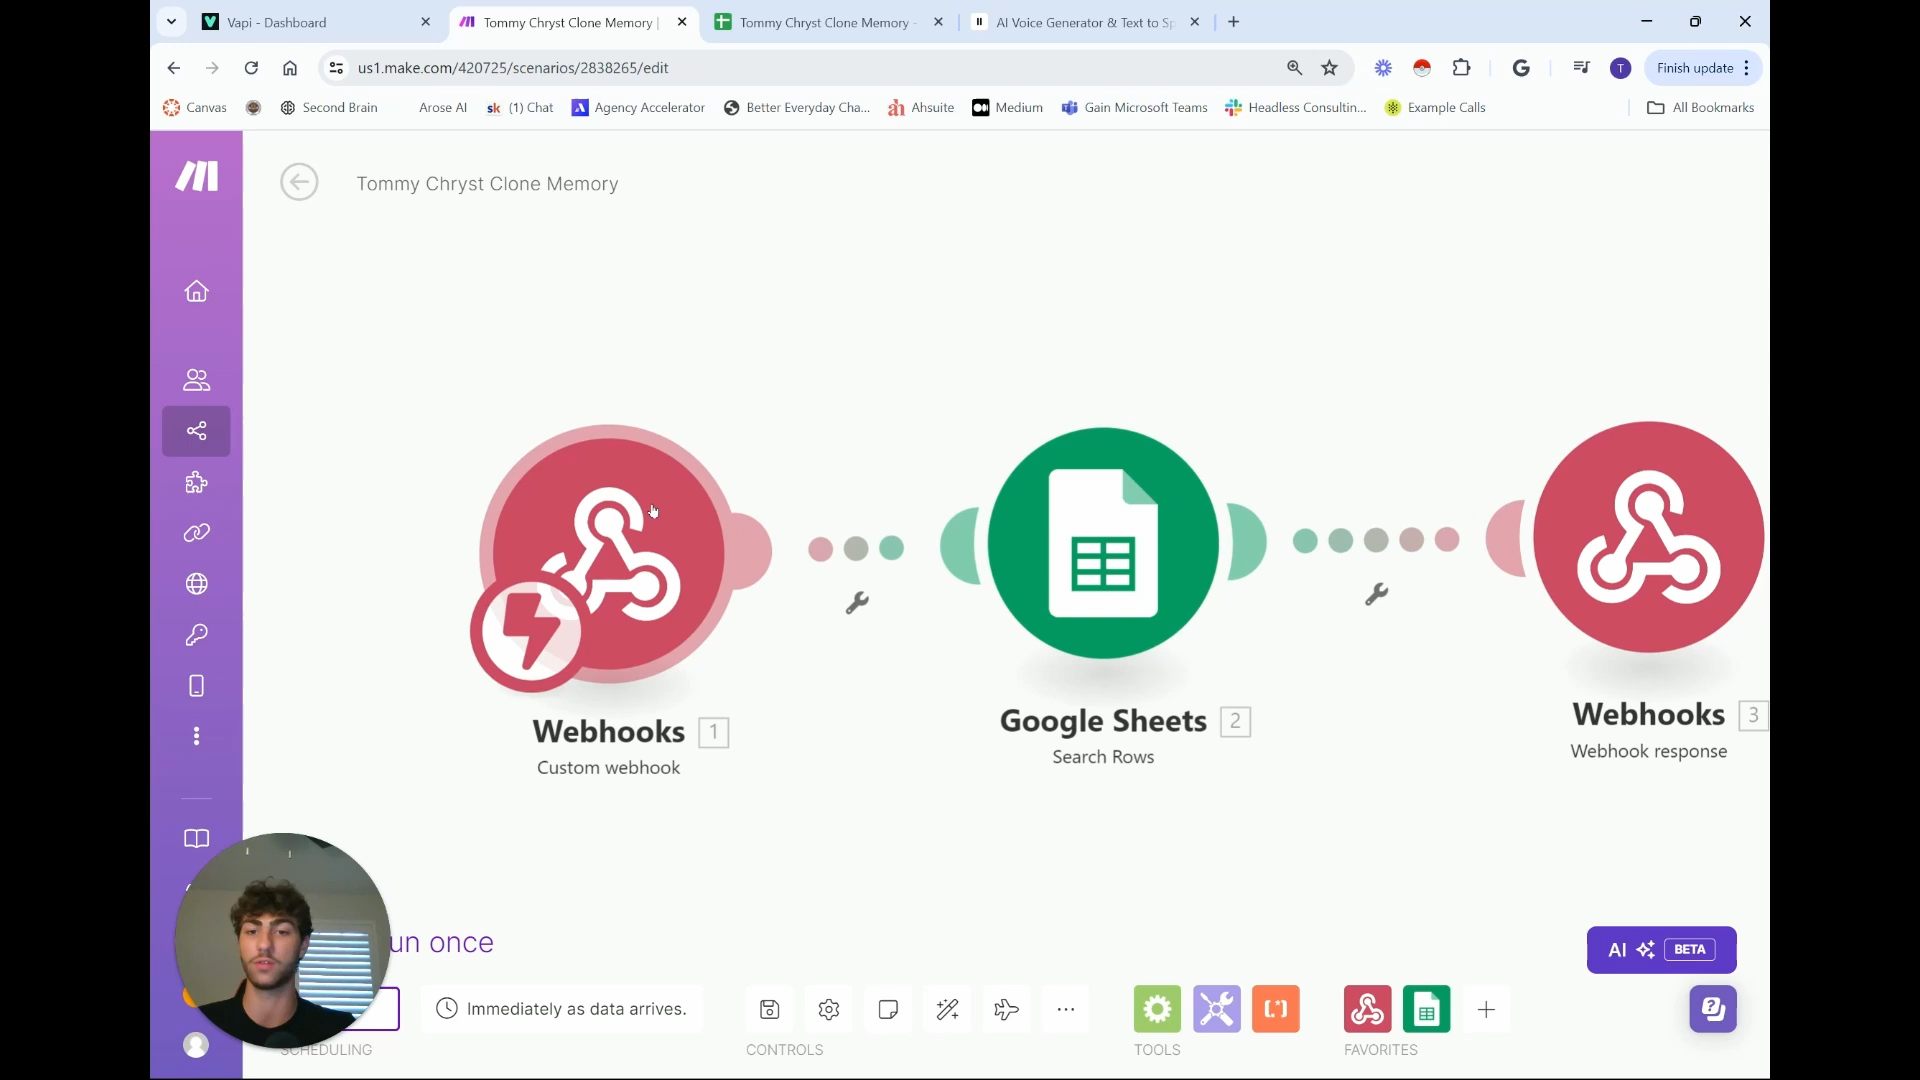 Vapi - Dashboard
Tommy Chryst Clone Memory |
Tommy Chryst Clone Memory -
AI Voice Generator & Text to Sp
us1.make.com/420725/scenarios/2838265/edit
T
Finish update
Canvas
Second Brain
Arose AI
sk (1) Chat
Agency Accelerator
Better Everyday Cha...
ah Ahsuite
Medium
Gain Microsoft Teams
Headless Consultin...
Example Calls
All Bookmarks
Tommy Chryst Clone Memory
Webhooks 1
Custom webhook
Google Sheets 2
Search Rows
Webhooks 3
Webhook response
un once
AI BETA
Immediately as data arrives.
SCHEDULING
CONTROLS
TOOLS
FAVORITES